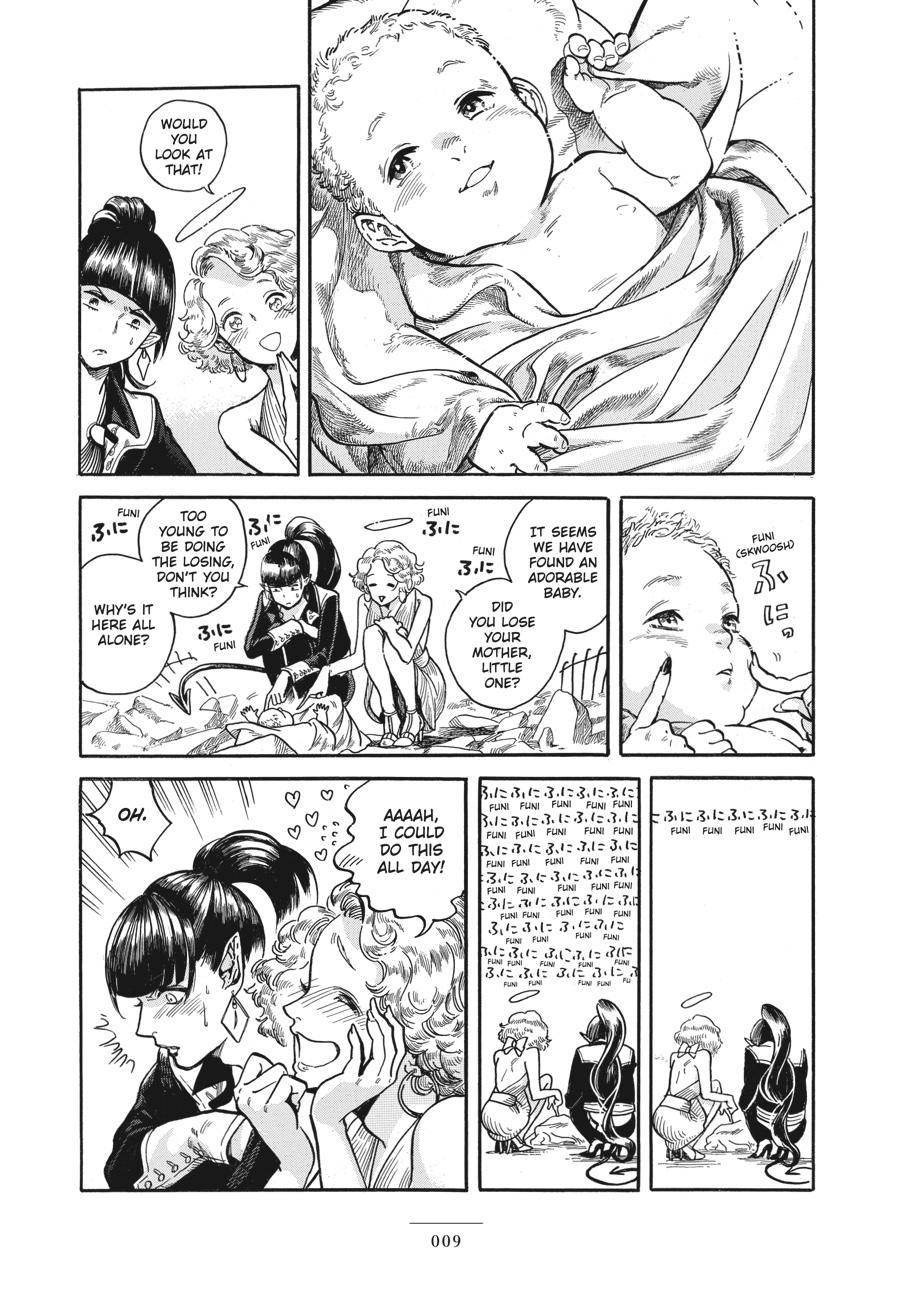 WOULD
YOU
LOOK AT
THAT!
FUNI
(SKWOOSH)
ふにっ
IT SEEMS
WE HAVE
FOUND AN
ADORABLE
BABY.
DID
YOU LOSE
YOUR
MOTHER,
LITTLE
ONE?
FUNI
ふに
FUNI
ふに
ふに
FUNI
TOO
YOUNG TO
BE DOING
THE LOSING,
DON'T YOU
THINK?
ふに
FUNI
FUNI
ふに
WHY'S IT
HERE ALL
ALONE?
ふに ふに ふに ふに ふに
FUNI FUNI FUNI FUNI FUNI
ふに ふに ふに ふに ふに
FUNI FUNI FUNI FUNI FUNI
ふに ふに ふに ふに ふに
FUNI FUNI FUNI FUNI FUNI
ふに ふに ふに ふに ふに
FUNI FUNI FUNI FUNI FUNI
ふに ふに ふに ふに ふに
FUNI FUNI FUNI FUNI FUNI
ふに ふに ふに ふに ふに
FUNI FUNI FUNI FUNI FUNI
ふに ふに ふに ふに
FUNI FUNI FUNI FUNI
ふに ふに ふに ふに ふに
FUNI FUNI FUNI FUNI FUNI
ふに ふに ふに ふに ふ
FUNI FUNI FUNI FUNI FU
AAAAH,
I COULD
DO THIS
ALL DAY!
OH.
009